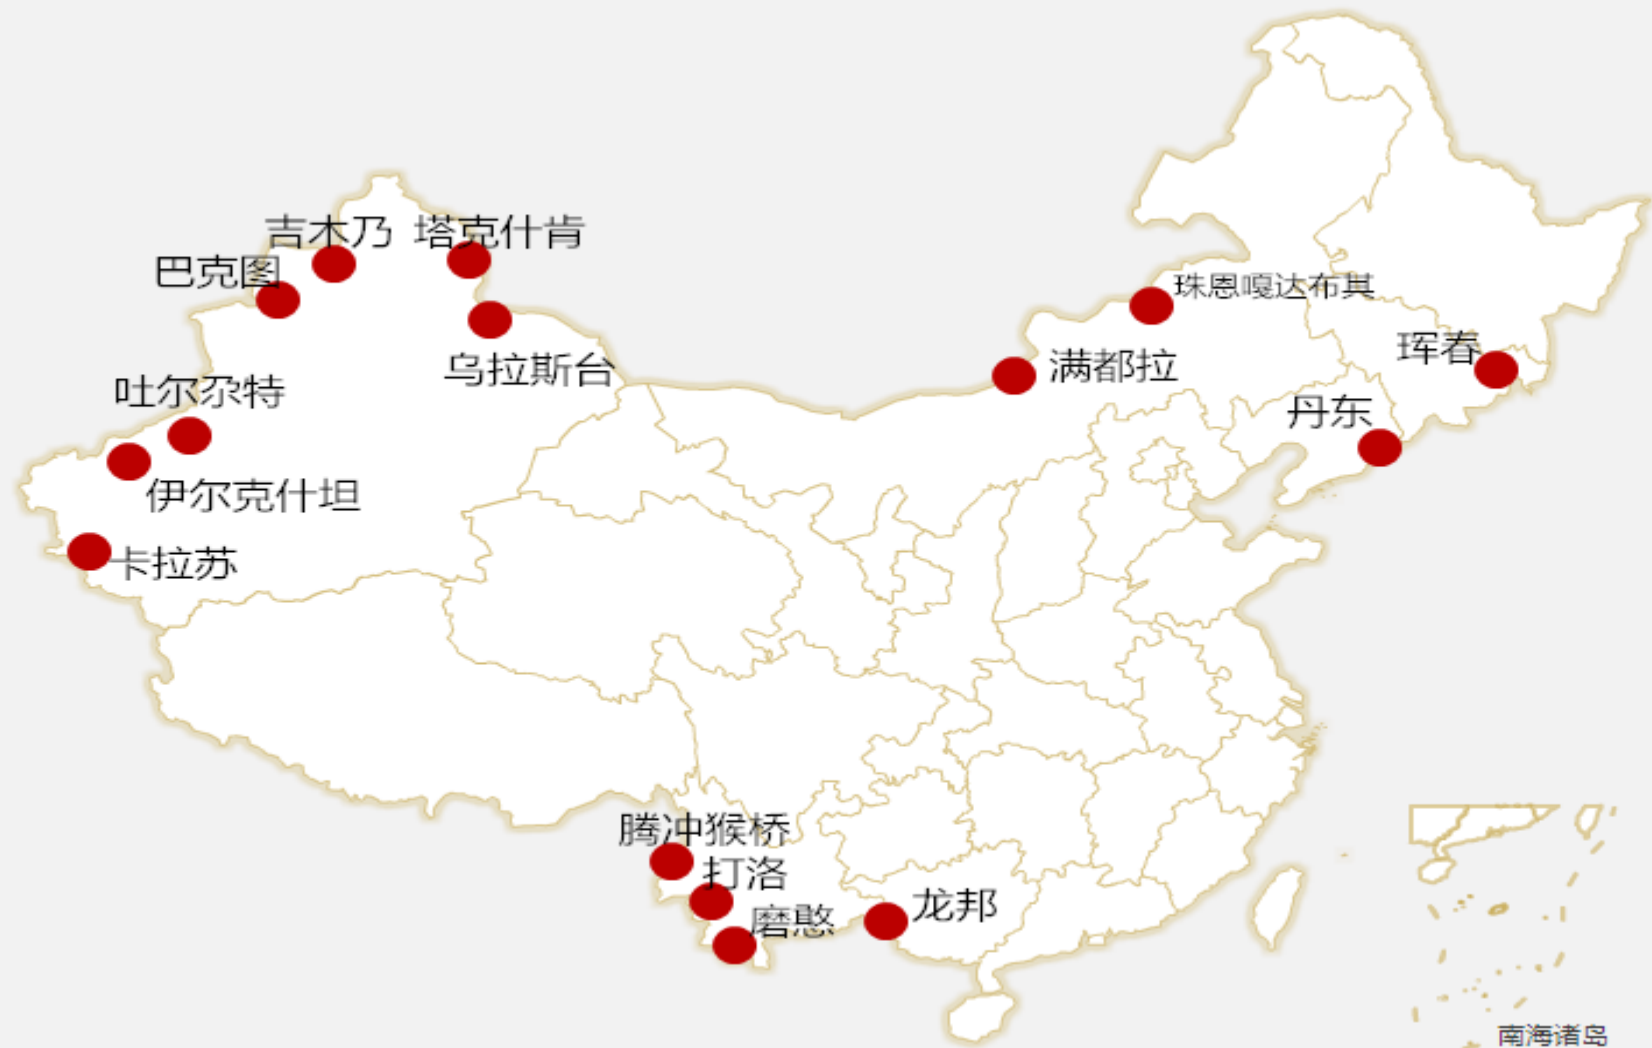 吉木乃
塔克什肯
巴克图
珠恩嘎达布其
乌拉斯台
满都拉
珲春
吐尔尕特
丹东
伊尔克什坦
卡拉苏
腾冲猴桥
打洛
磨憨
龙邦
南海诸岛